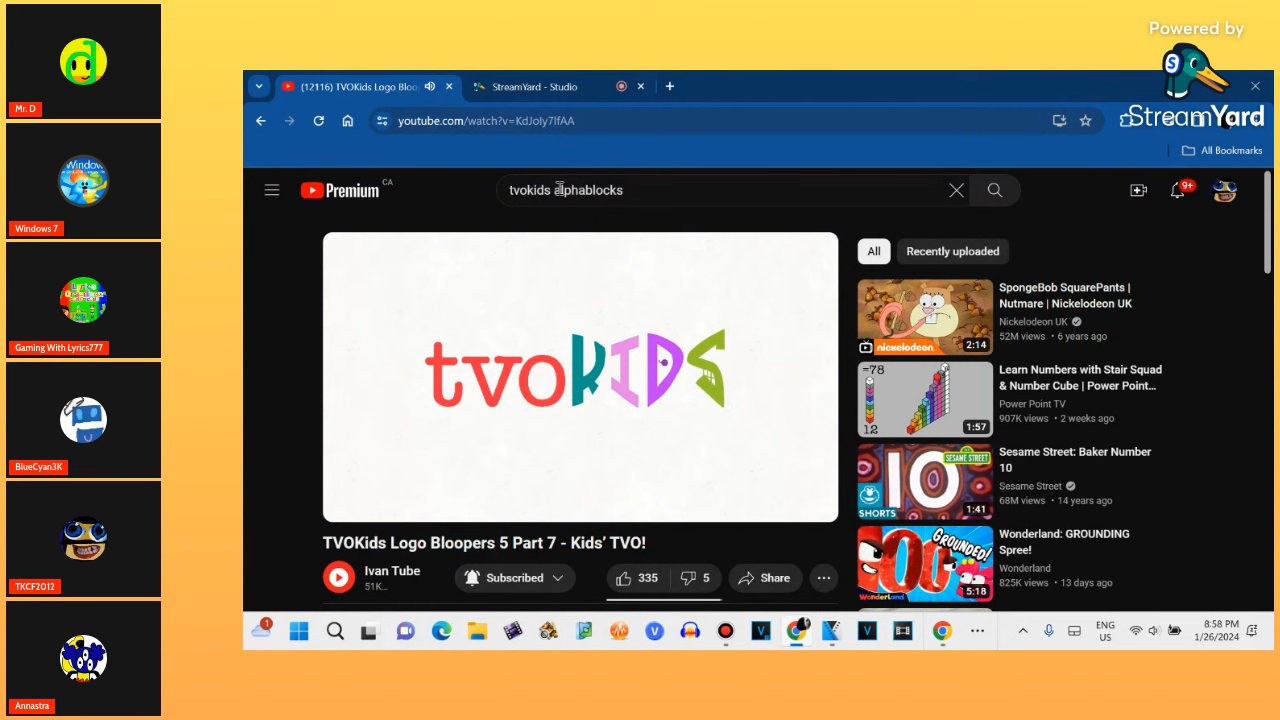 Mr. D
Windows 7
Gaming With Lyrics777
BlueCyan3K
TKCF2012
Annastra
Window
Powered by
StreamYard
(12116) TVOKids Logo Bloo
StreamYard - Studio
youtube.com/watch?v=KdJoIy7lfAA
All Bookmarks
Premium CA
tvokids alphablocks
9+
tvoKIDS
TVOKids Logo Bloopers 5 Part 7 - Kids' TVO!
Ivan Tube
51K...
Subscribed
335
5
Share
All
Recently uploaded
SpongeBob SquarePants |
Nutmare | Nickelodeon UK
Nickelodeon UK
52M views • 6 years ago
nickelodeon
2:14
Learn Numbers with Stair Squad
& Number Cube | Power Point...
Power Point TV
907K views • 2 weeks ago
=78
12
1:57
Sesame Street: Baker Number
10
Sesame Street
68M views • 14 years ago
SESAME STREET
10
SHORTS
1:41
Wonderland: GROUNDING
Spree!
Wonderland
825K views • 13 days ago
GROUNDED!
Wonderland
5:18
1
ENG
US
8:58 PM
1/26/2024